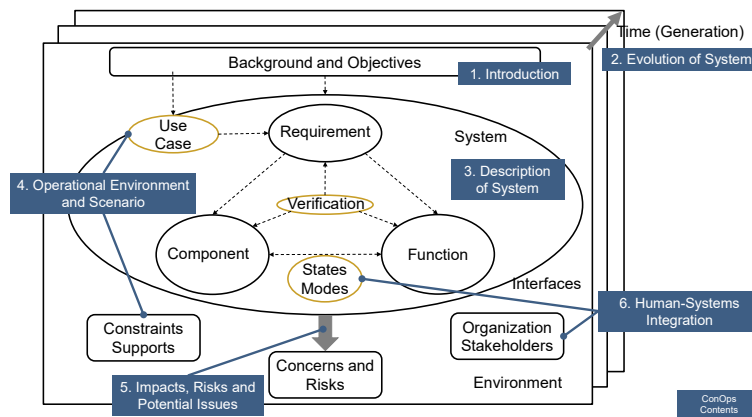 Time (Generation)
2. Evolution of System
Background and Objectives
1. Introduction
Use
Case
Requirement
System
3. Description
of System
4. Operational Environment
and Scenario
Verification
Component
Function
States
Modes
Interfaces
6. Human-Systems
Integration
Constraints
Supports
Organization
Stakeholders
5. Impacts, Risks and
Potential Issues
Concerns and
Risks
Environment
ConOps
Contents